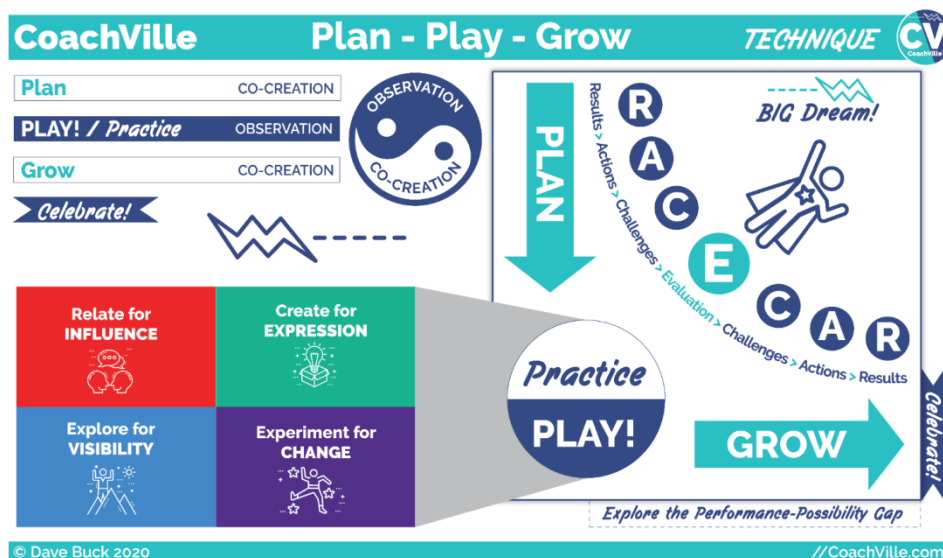 CoachVille
Plan - Play - Grow
TECHNIQUE
CV
CoachVille
Plan CO-CREATION
PLAY! / Practice OBSERVATION
Grow CO-CREATION
Celebrate!
OBSERVATION
CO-CREATION
PLAN
R
A
C
E
C
A
R
Results > Actions > Challenges > Evaluation > Challenges > Actions > Results
BIG Dream!
Relate for
INFLUENCE
Create for
EXPRESSION
Explore for
VISIBILITY
Experiment for
CHANGE
Practice
PLAY!
GROW
Celebrate!
Explore the Performance-Possibility Gap
© Dave Buck 2020
//CoachVille.com